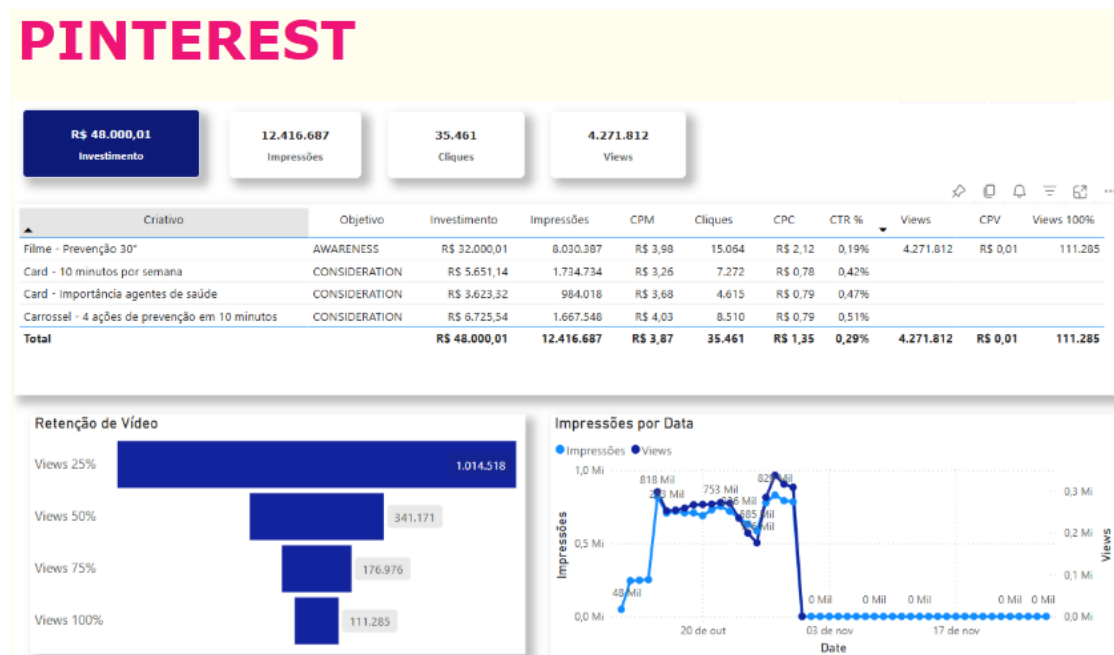 PINTEREST
R$ 48.000,01
Investimento
12.416.687
Impressões
35.461
Cliques
4.271.812
Views
Criativo Objetivo Investimento Impressões CPM Cliques CPC CTR % Views CPV Views 100%
Filme - Prevenção 30" AWARENESS R$ 32.000,01 8.030.387 R$ 3,98 15.064 R$ 2,12 0,19% 4.271.812 R$ 0,01 111.285
Card - 10 minutos por semana CONSIDERATION R$ 5.651,14 1.734.734 R$ 3,26 7.272 R$ 0,78 0,42%
Card - Importância agentes de saúde CONSIDERATION R$ 3.623,32 984.018 R$ 3,68 4.615 R$ 0,79 0,47%
Carrossel - 4 ações de prevenção em 10 minutos CONSIDERATION R$ 6.725,54 1.667.548 R$ 4,03 8.510 R$ 0,79 0,51%
Total R$ 48.000,01 12.416.687 R$ 3,87 35.461 R$ 1,35 0,29% 4.271.812 R$ 0,01 111.285
Retenção de Vídeo
Views 25% 1.014.518
Views 50% 341.171
Views 75% 176.976
Views 100% 111.285
Impressões por Data
Impressões Views
1,0 Mi
0,5 Mi
0,0 Mi
Impressões
818 Mil
753 Mil
48 Mil
0 Mil 0 Mil 0 Mil 0 Mil 0 Mil
0,3 Mi
0,2 Mi
0,1 Mi
0,0 Mi
Views
20 de out 03 de nov 17 de nov
Date